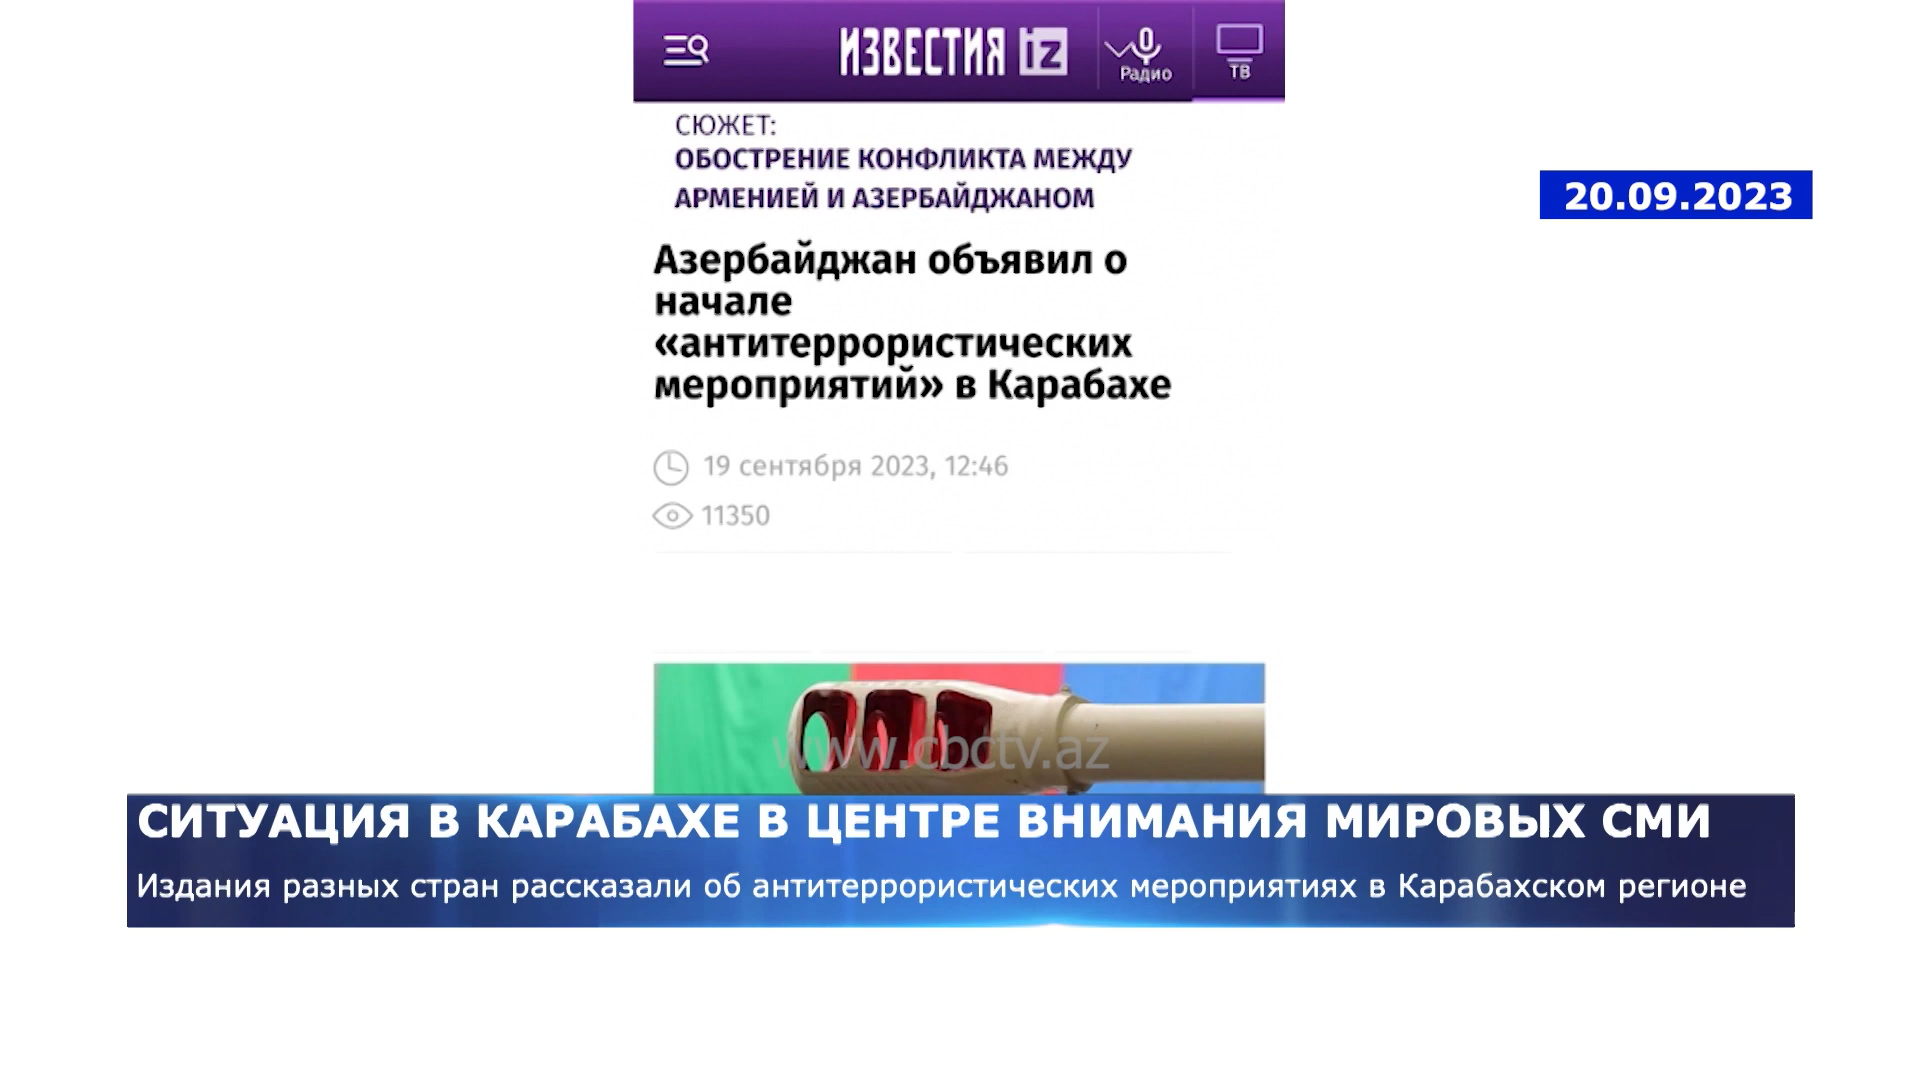 ИЗВЕСТИЯ iz
Радио
ТВ
СЮЖЕТ:
ОБОСТРЕНИЕ КОНФЛИКТА МЕЖДУ
АРМЕНИЕЙ И АЗЕРБАЙДЖАНОМ
20.09.2023
Азербайджан объявил о
начале
«антитеррористических
мероприятий» в Карабахе
19 сентября 2023, 12:46
11350
www.cbctv.az
СИТУАЦИЯ В КАРАБАХЕ В ЦЕНТРЕ ВНИМАНИЯ МИРОВЫХ СМИ
Издания разных стран рассказали об антитеррористических мероприятиях в Карабахском регионе